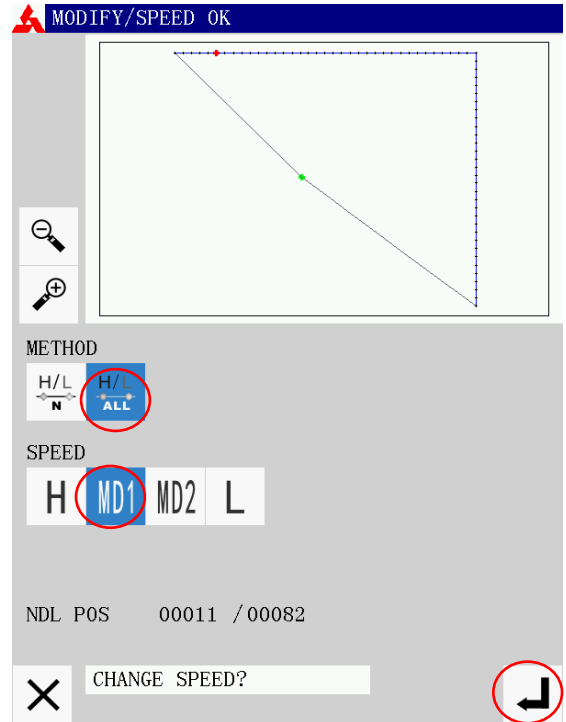 MODIFY/SPEED OK
METHOD
H/L H/L
N ALL
SPEED
H MD1 MD2 L
NDL POS 00011 /00082
CHANGE SPEED?